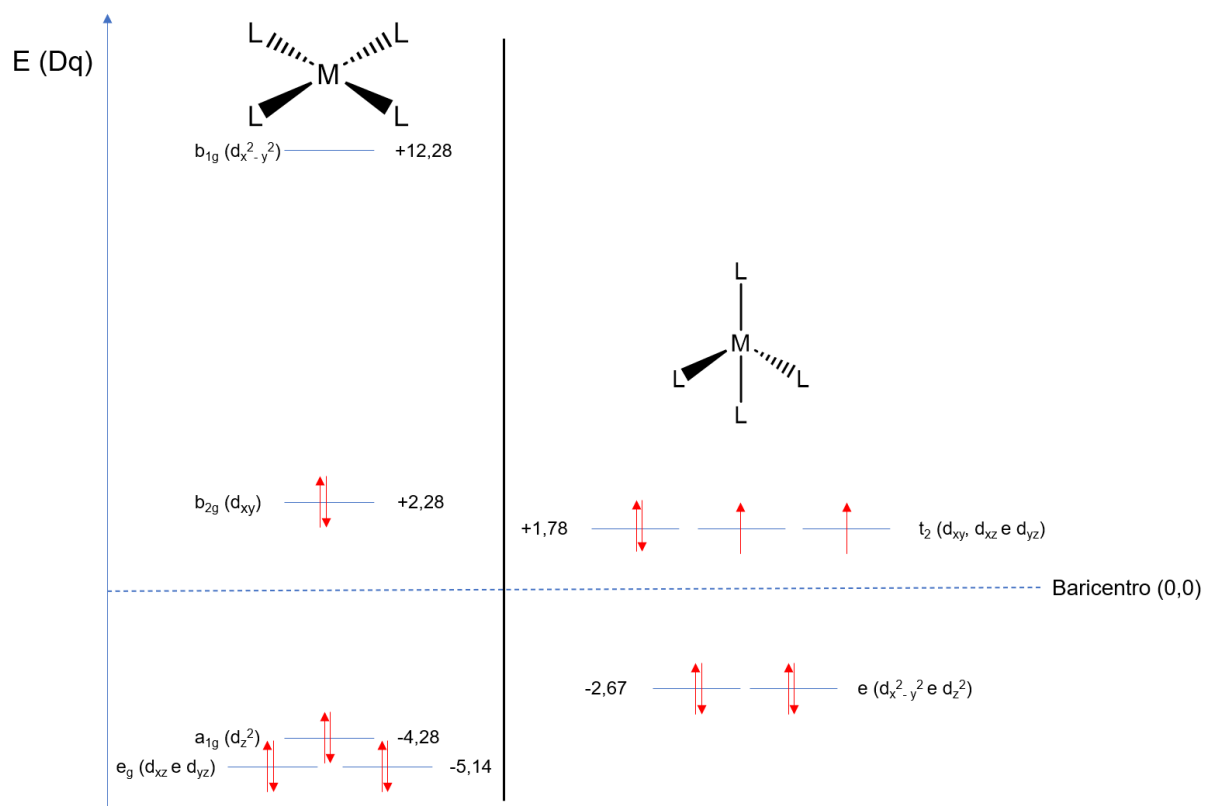 E (Dq)
L L
M
L L
b₁g (dₓ²₋ y²) +12,28
L
M
L L
L
b₂g (dxy) +2,28
+1,78 t₂ (dxy, dxz e dyz)
Baricentro (0,0)
-2,67 e (dx²- y² e dz²)
a₁g (dz²) -4,28
eg (dxz e dyz) -5,14